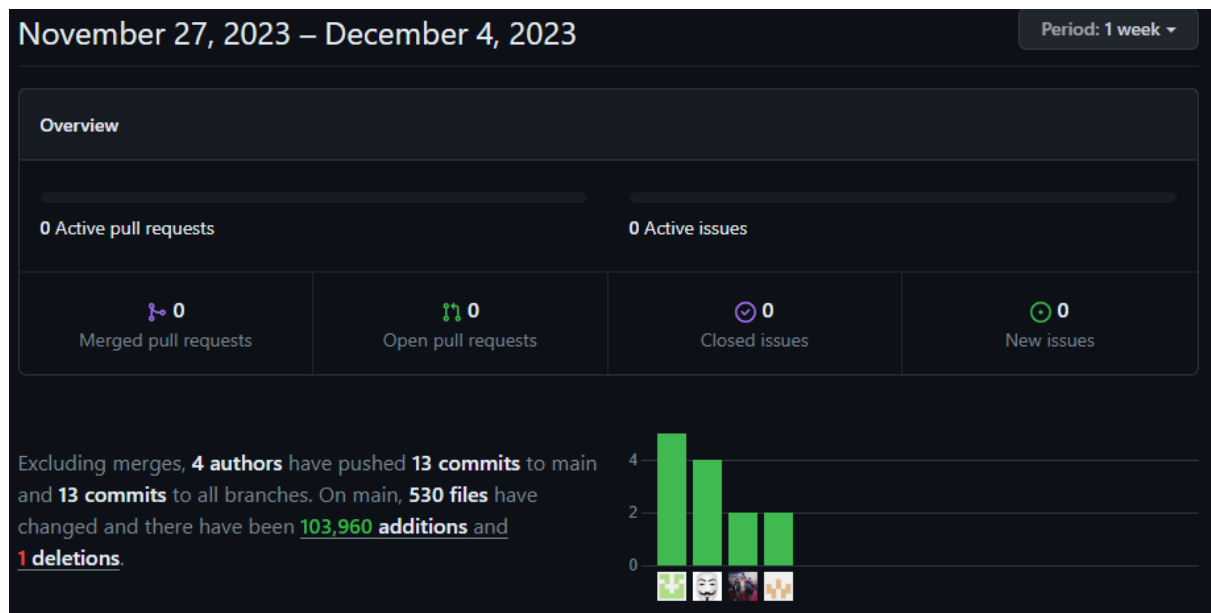 November 27, 2023 – December 4, 2023
Period: 1 week
Overview
0 Active pull requests
0 Active issues
0
Merged pull requests
0
Open pull requests
0
Closed issues
0
New issues
Excluding merges, 4 authors have pushed 13 commits to main
and 13 commits to all branches. On main, 530 files have
changed and there have been 103,960 additions and
1 deletions.
4
2
0